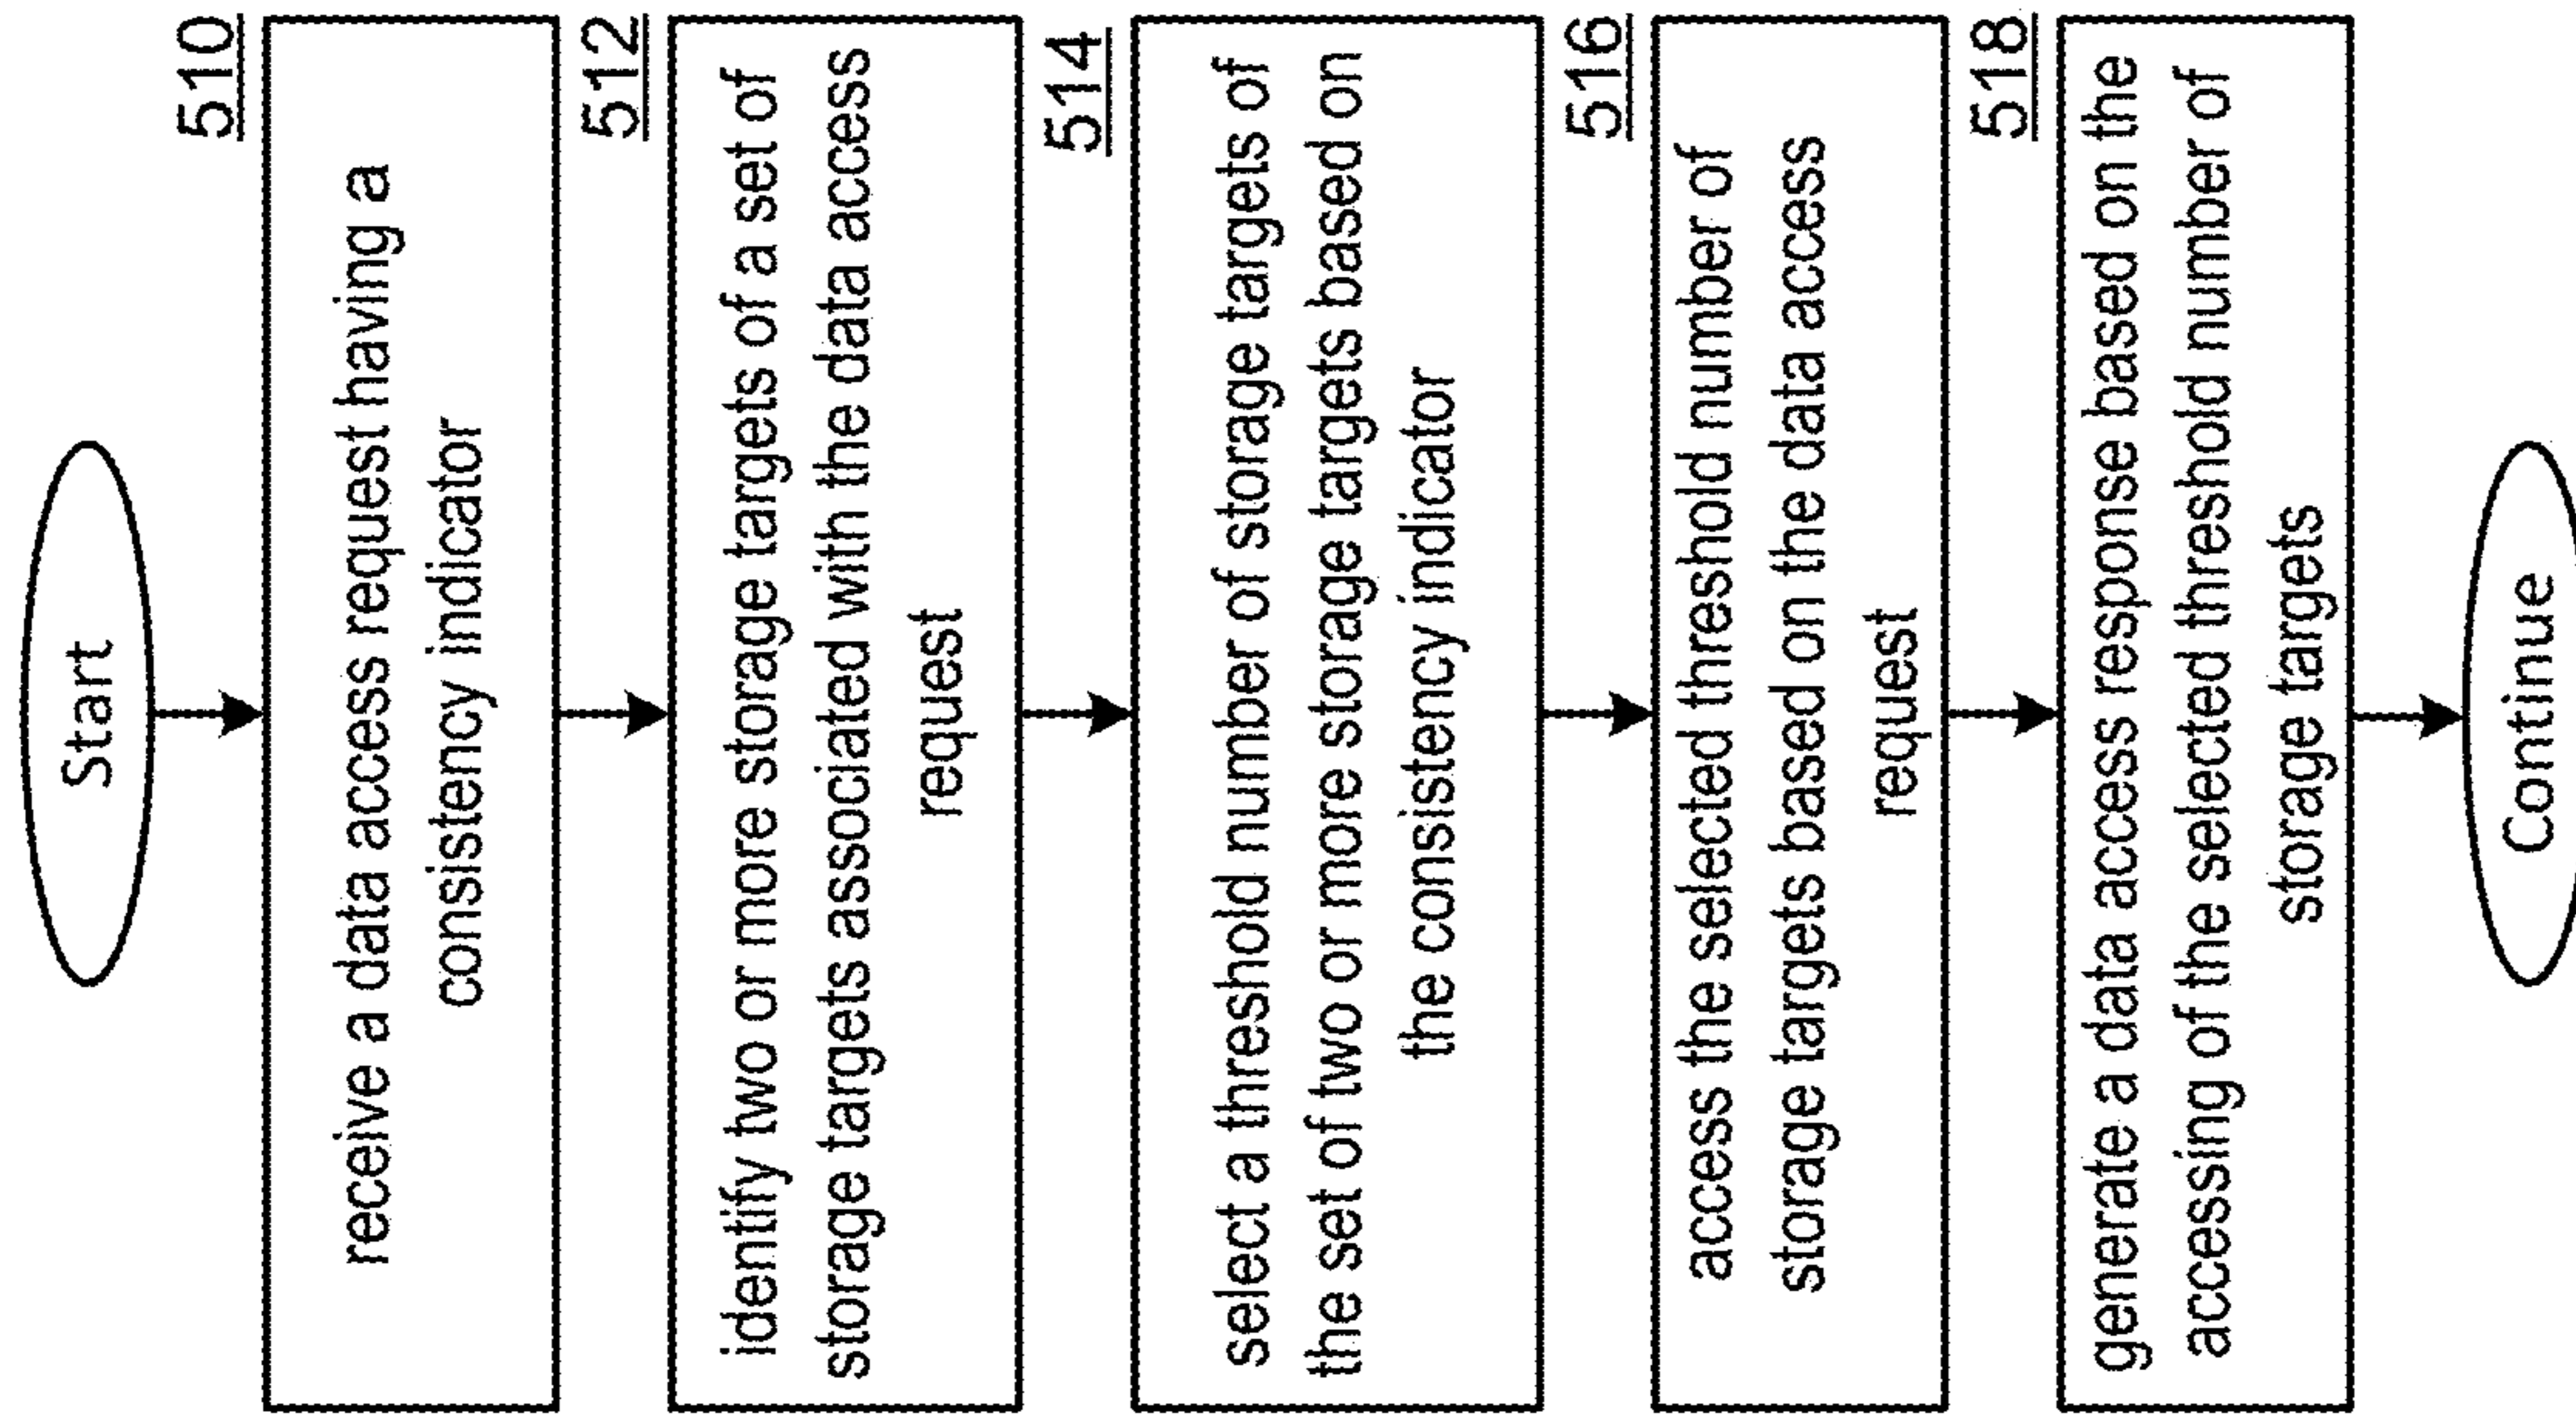 Start
510
receive a data access request having a
consistency indicator
512
identify two or more storage targets of a set of
storage targets associated with the data access
request
514
select a threshold number of storage targets of
the set of two or more storage targets based on
the consistency indicator
516
access the selected threshold number of
storage targets based on the data access
request
518
generate a data access response based on the
accessing of the selected threshold number of
storage targets
Continue